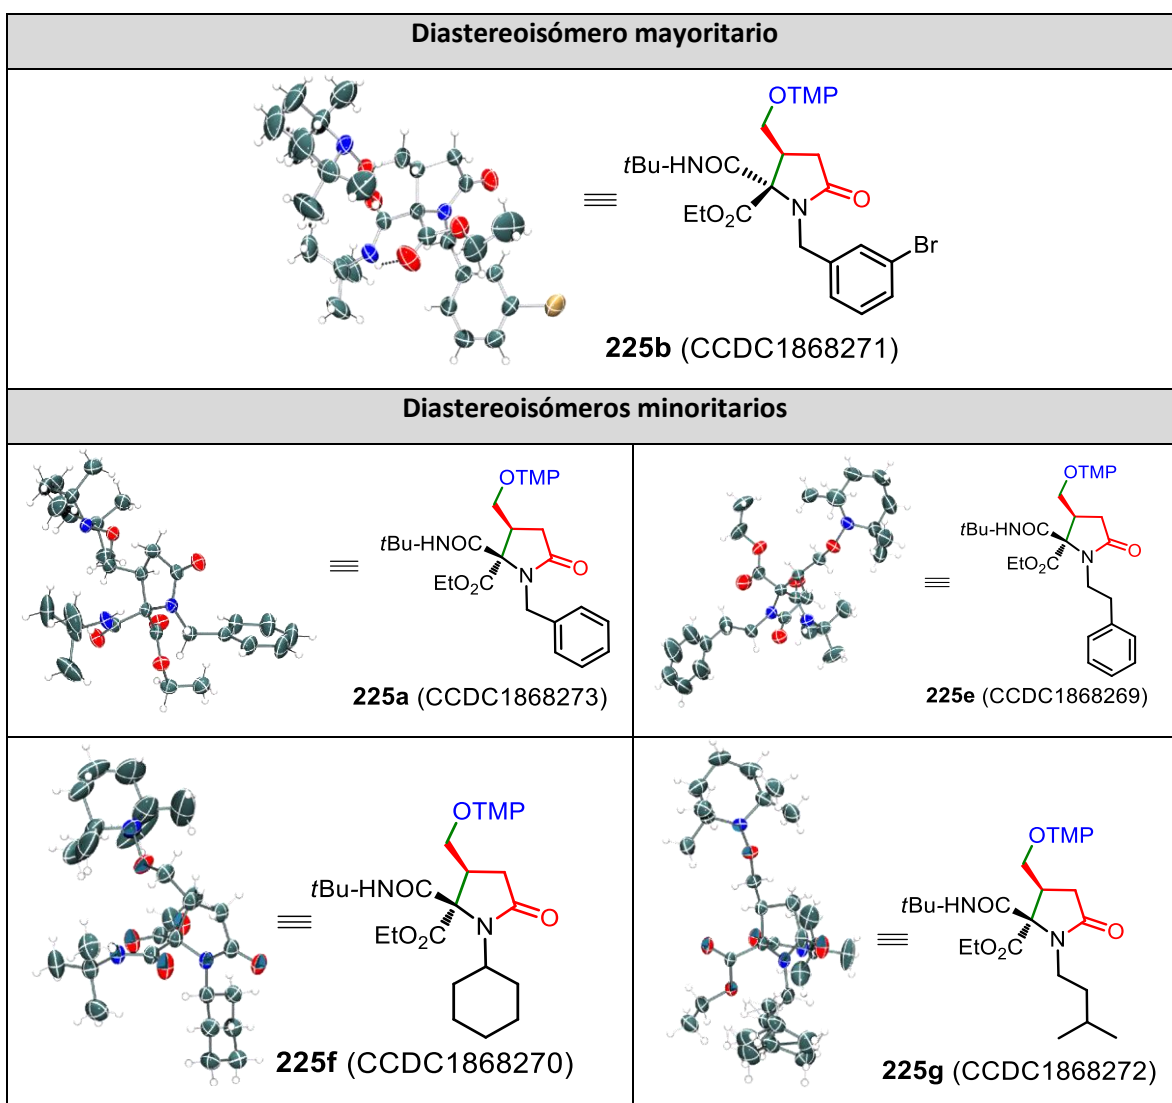 Diastereoisómero mayoritario
OTMP
tBu-HNOC
EtO2C
N
O
Br
225b (CCDC1868271)
Diastereoisómeros minoritarios
OTMP
tBu-HNOC
EtO2C
N
O
225a (CCDC1868273)
OTMP
tBu-HNOC
EtO2C
N
O
225e (CCDC1868269)
OTMP
tBu-HNOC
EtO2C
N
O
225f (CCDC1868270)
OTMP
tBu-HNOC
EtO2C
N
O
225g (CCDC1868272)